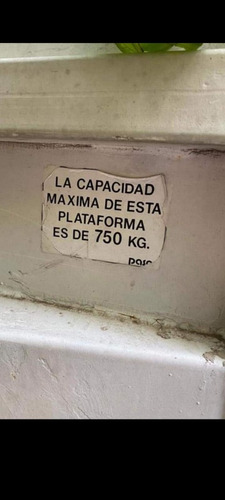 LA CAPACIDAD
MAXIMA DE ESTA
PLATAFORMA
ES DE 750 KG.